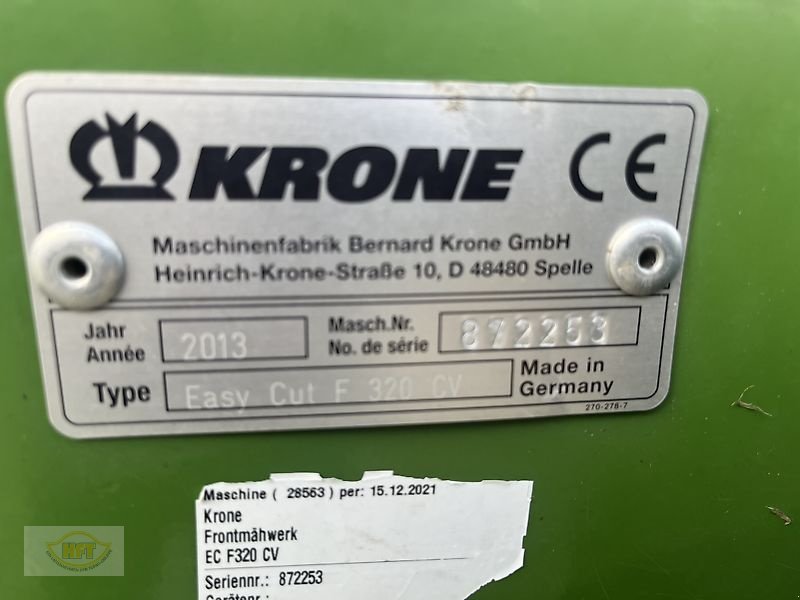 KRONE CE
Maschinenfabrik Bernard Krone GmbH
Heinrich-Krone-Straße 10, D 48480 Spelle
Jahr
Année
2013
Masch.Nr.
No. de série
872253
Type
Easy Cut F 320 CV
Made in
Germany
270-278-7
Maschine ( 28563 ) per: 15.12.2021
Krone
Frontmähwerk
EC F320 CV
Seriennr.: 872253
Gerätenr.:
HFT